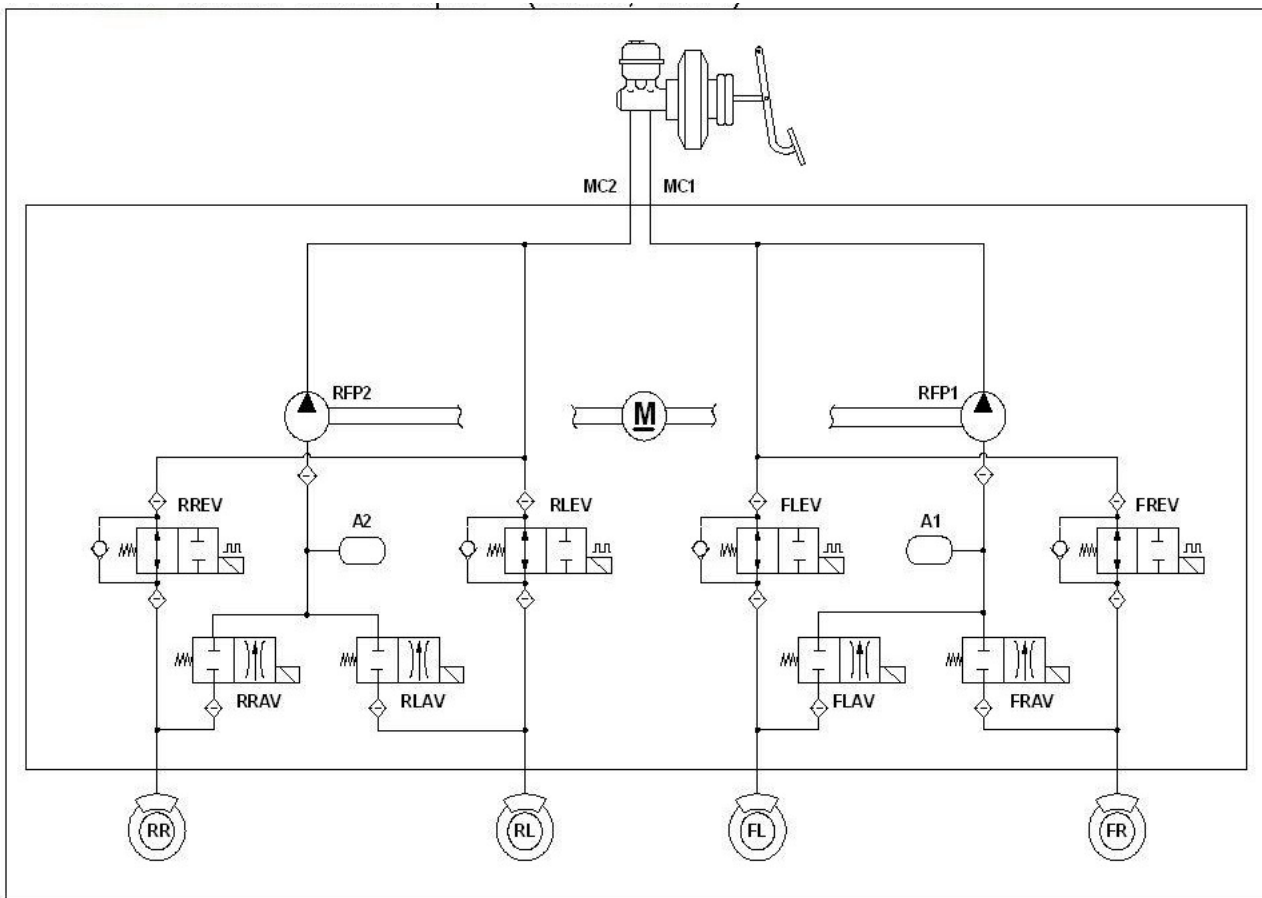 MC2 MC1
RFP2 M RFP1
RREV A2 RLEV FLEV A1 FREV
RRAV RLAV FLAV FRAV
RR RL FL FR